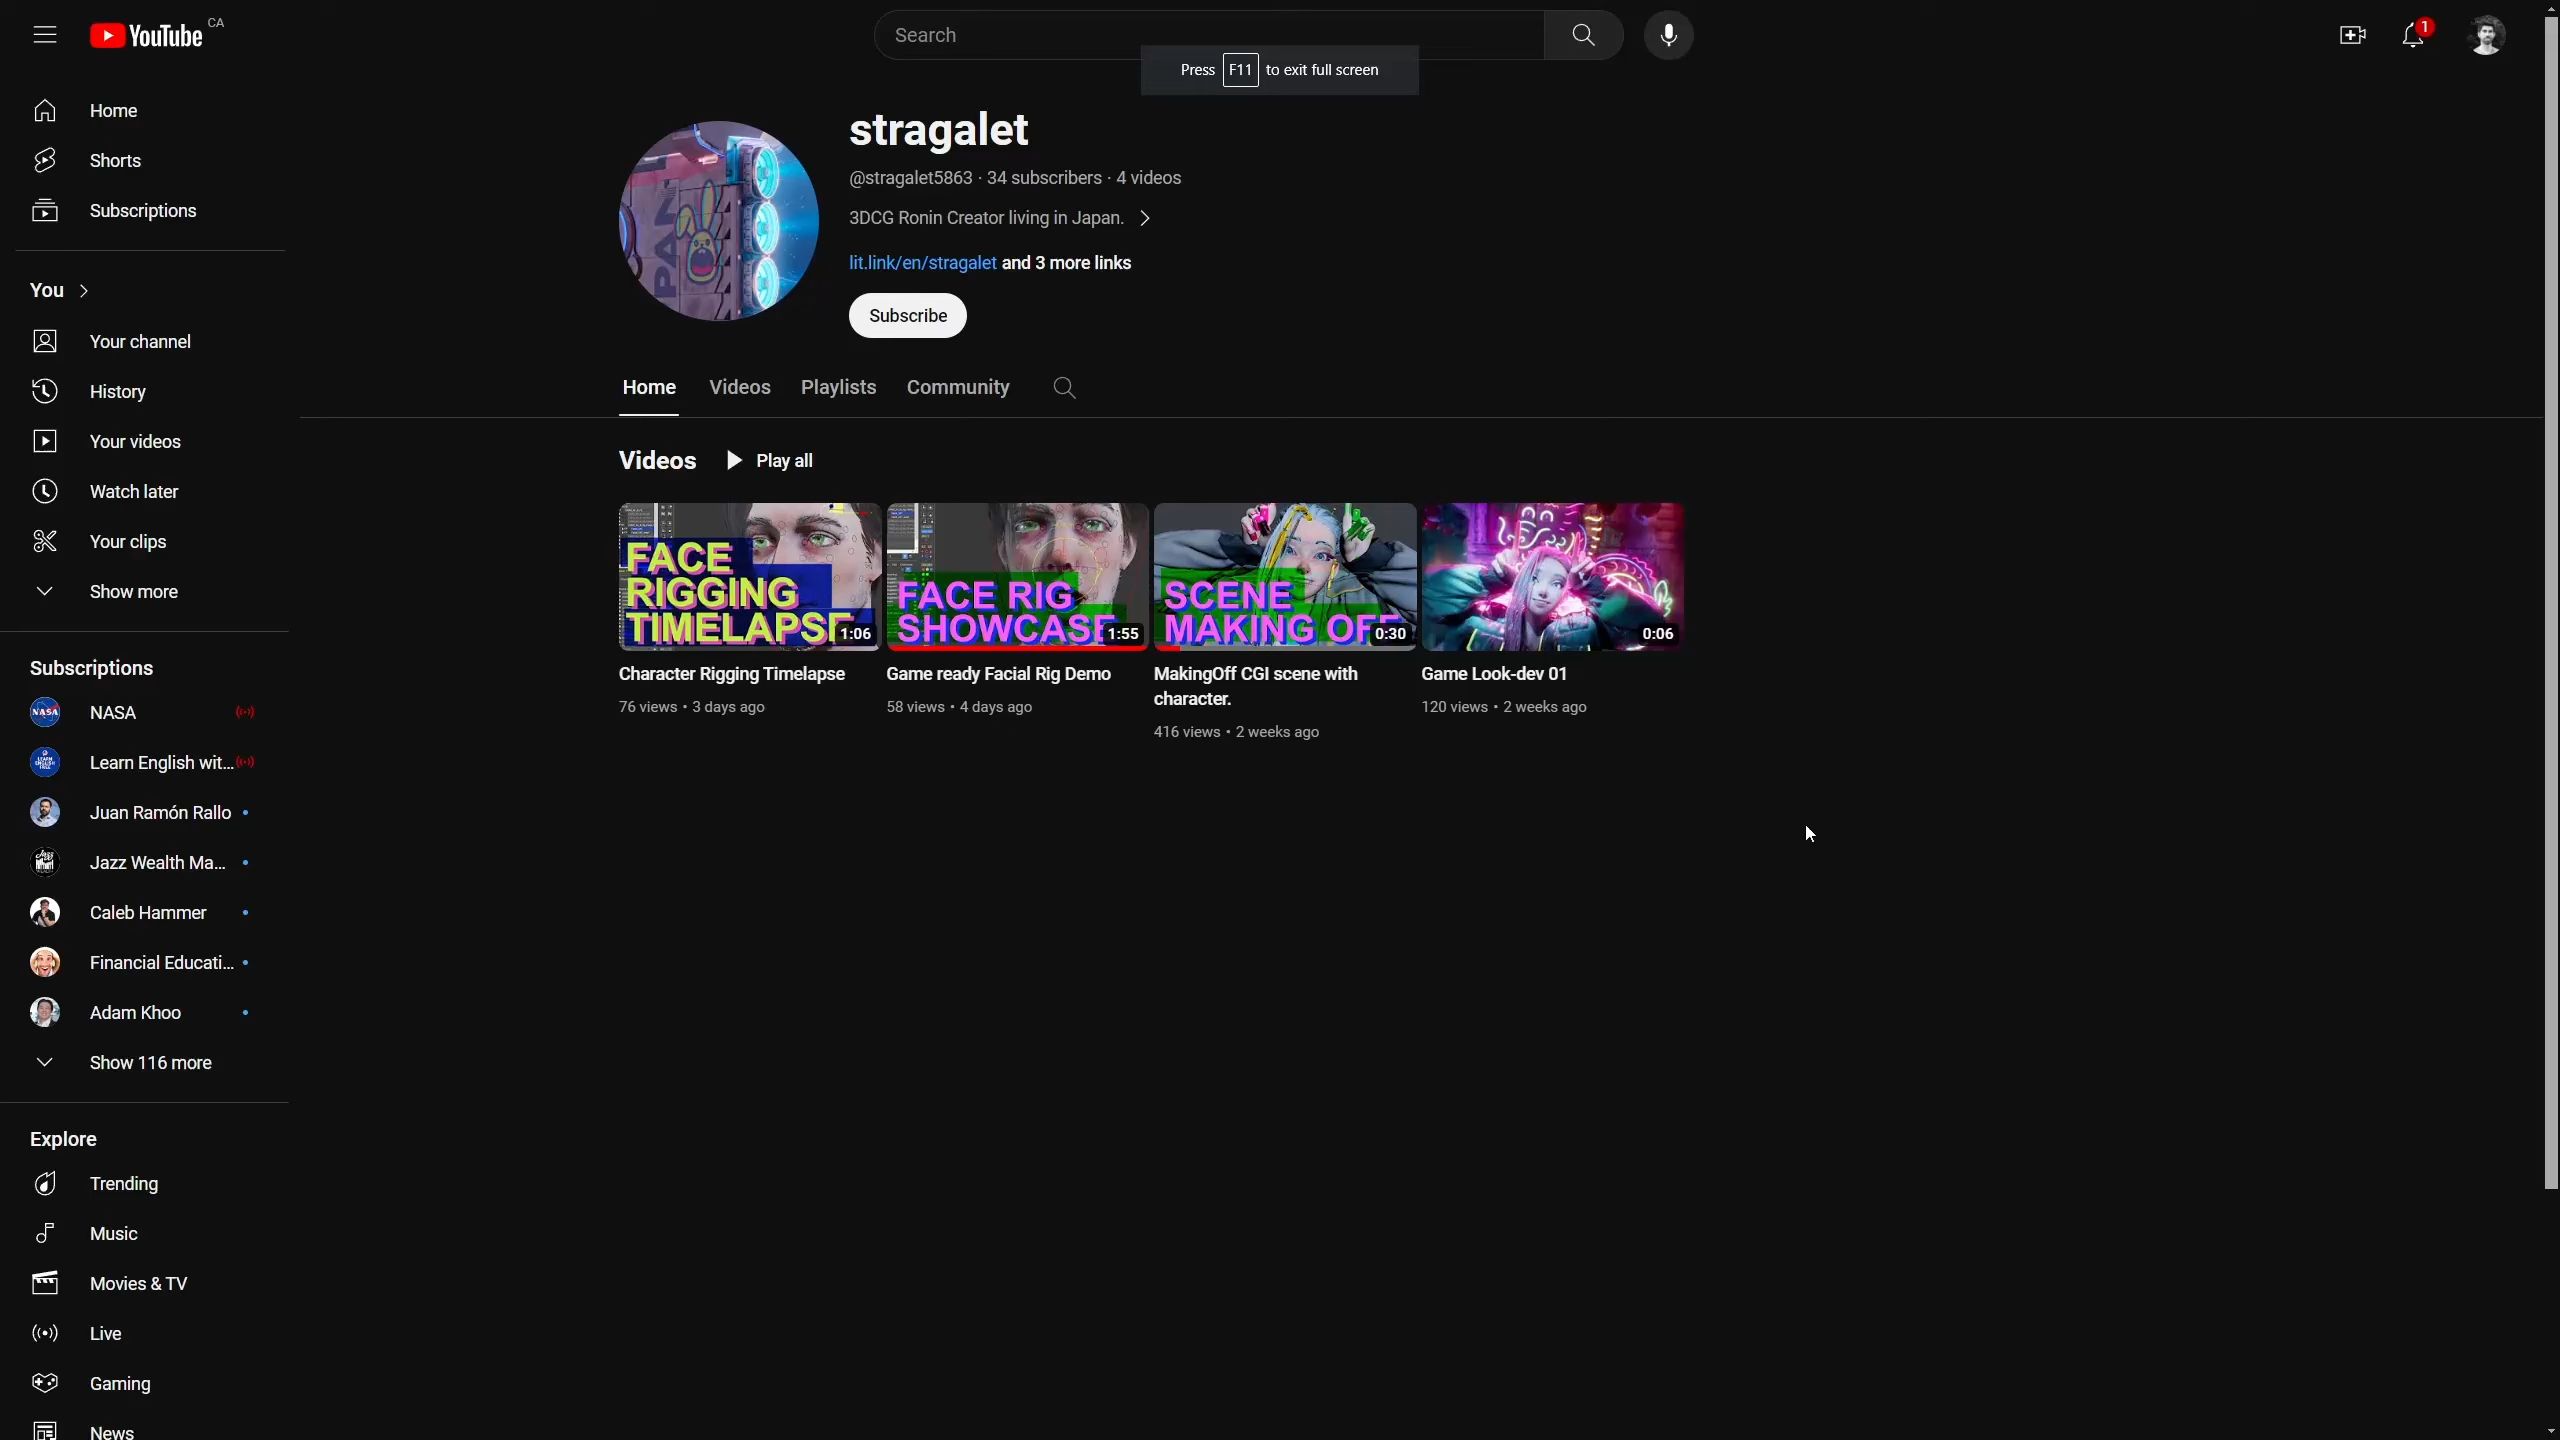 YouTube CA
Search
1
Press F11 to exit full screen
Home
Shorts
Subscriptions
You
Your channel
History
Your videos
Watch later
Your clips
Show more
Subscriptions
NASA
NASA
Learn English wit...
Juan Ramón Rallo
Jazz Wealth Ma...
Caleb Hammer
Financial Educati...
Adam Khoo
Show 116 more
Explore
Trending
Music
Movies & TV
Live
Gaming
News
stragalet
@stragalet5863 · 34 subscribers · 4 videos
3DCG Ronin Creator living in Japan.
lit.link/en/stragalet and 3 more links
Subscribe
Home Videos Playlists Community
Videos Play all
FACE
RIGGING
TIMELAPSE
1:06
Character Rigging Timelapse
76 views • 3 days ago
FACE RIG
SHOWCASE
1:55
Game ready Facial Rig Demo
58 views • 4 days ago
SCENE
MAKING OFF
0:30
MakingOff CGI scene with
character.
416 views • 2 weeks ago
0:06
Game Look-dev 01
120 views • 2 weeks ago